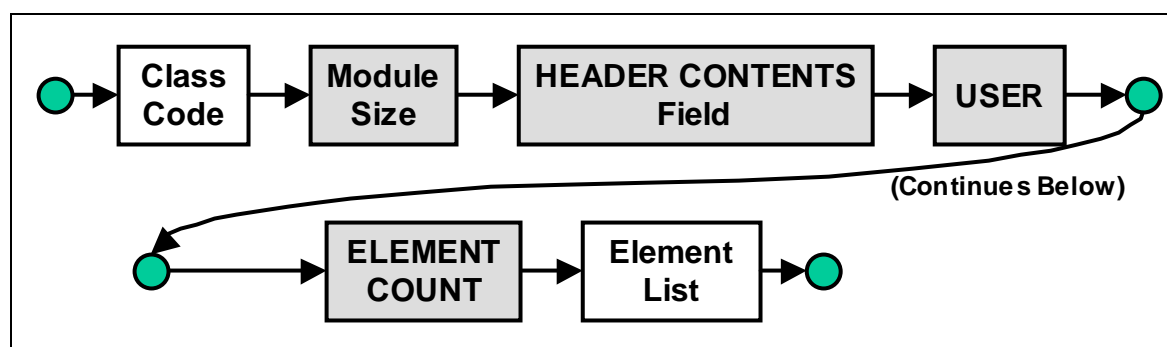 Class
Code
Module
Size
HEADER CONTENTS
Field
USER
(Continues Below)
ELEMENT
COUNT
Element
List